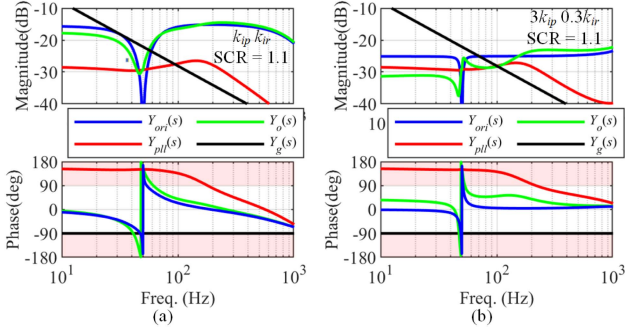 Magnitude(dB)
-10
-20
-30
-40
k_ip k_ir
SCR = 1.1
Y_ori(s)
Y_o(s)
Y_pll(s)
Y_g(s)
Phase(deg)
180
90
0
-90
-180
10^1
10^2
10^3
Freq. (Hz)
(a)
Magnitude(dB)
-10
-20
-30
-40
10
3k_ip 0.3k_ir
SCR = 1.1
Y_ori(s)
Y_o(s)
Y_pll(s)
Y_g(s)
Phase(deg)
180
90
0
-90
-180
10^1
10^2
10^3
Freq. (Hz)
(b)